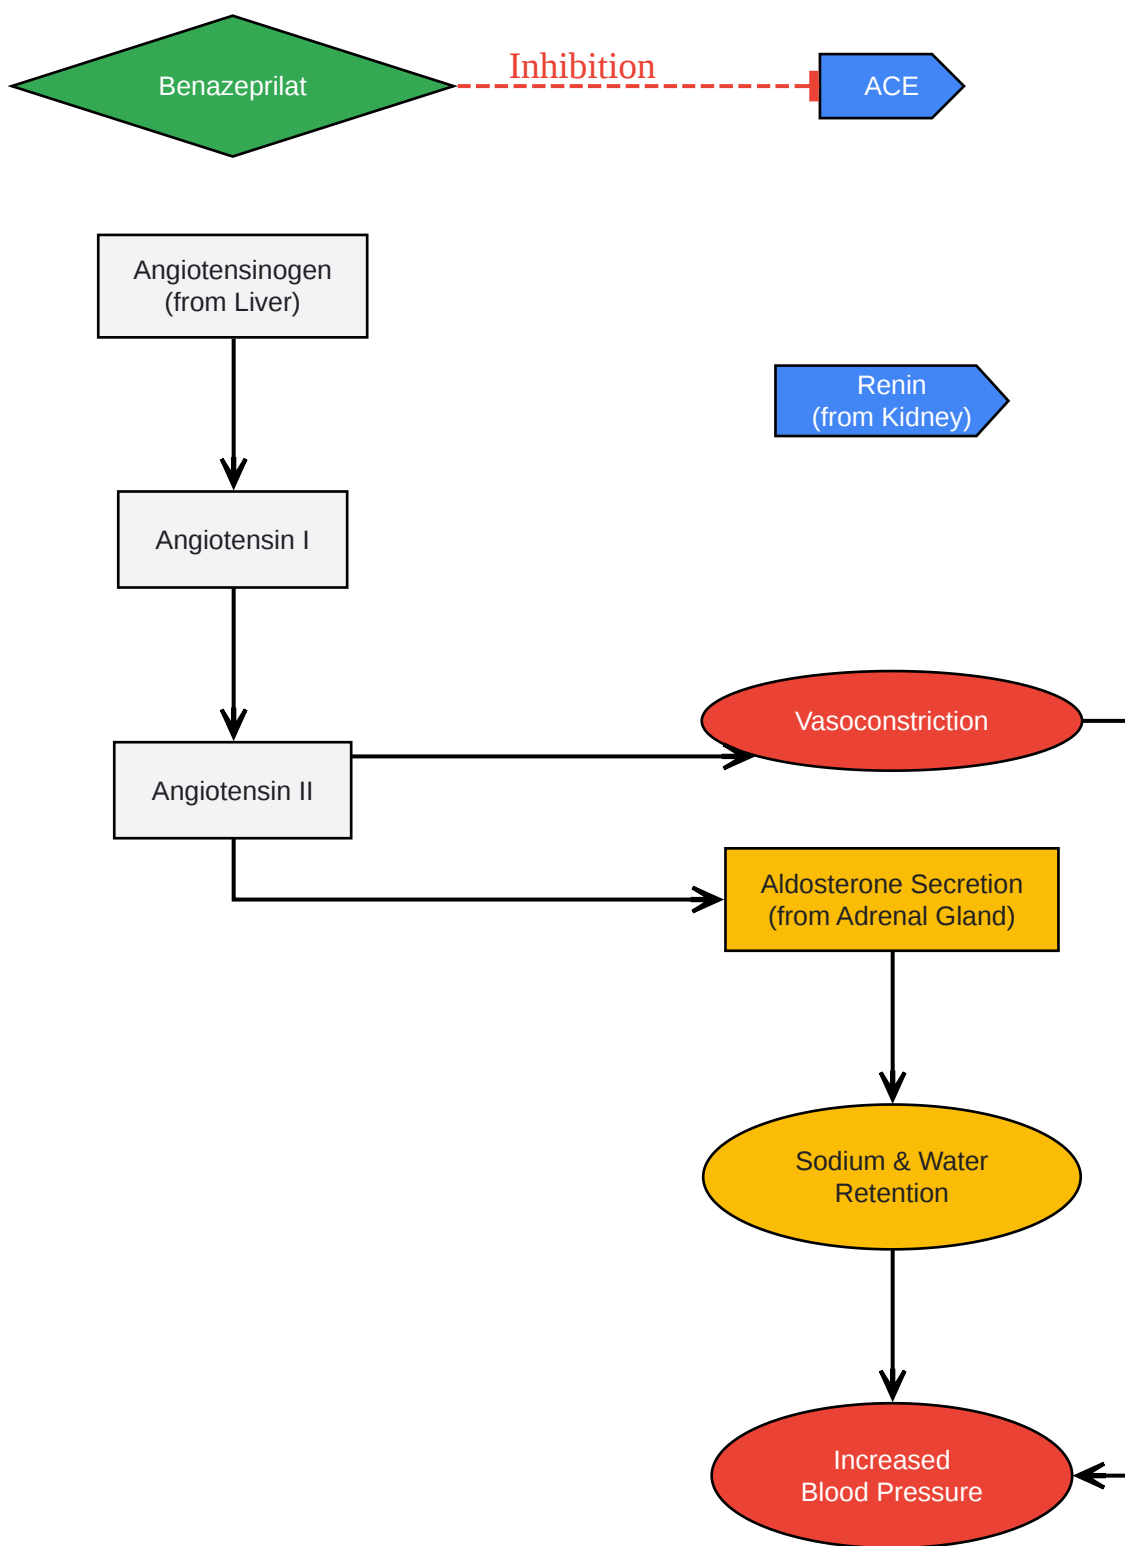 Benazeprilat
Inhibition
ACE
Angiotensinogen
(from Liver)
Renin
(from Kidney)
Angiotensin I
Vasoconstriction
Angiotensin II
Aldosterone Secretion
(from Adrenal Gland)
Sodium & Water
Retention
Increased
Blood Pressure